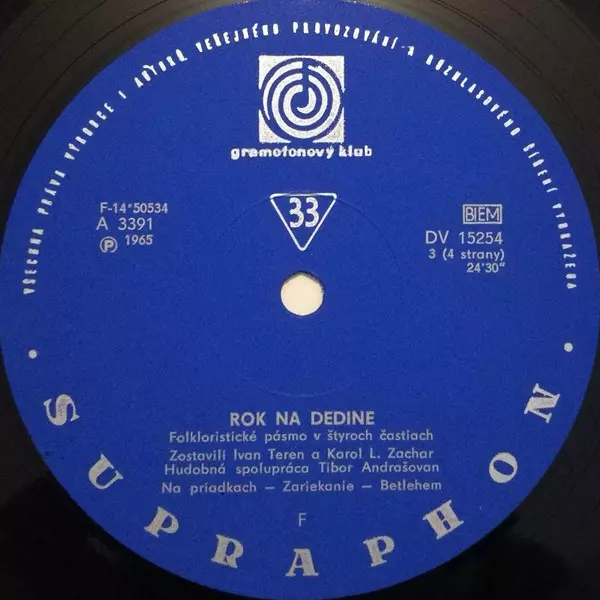 VŠECHNA PRÁVA VÝROBCE I AUTORŮ VEŘEJNÉHO PROVOZOVÁNÍ A ROZHLASOVÉHO ŠÍŘENÍ VYHRAZENA
gramofonový klub
33
F-14*50534
A 3391
Ⓟ 1965
BIEM
DV 15254
3 (4 strany)
24'30"
ROK NA DEDINE
Folkloristické pásmo v štyroch častiach
Zostavili Ivan Teren a Karol L. Zachar
Hudobná spolupráca Tibor Andrašovan
Na priadkach — Zariekanie — Betlehem
F
• SUPRAPHON •